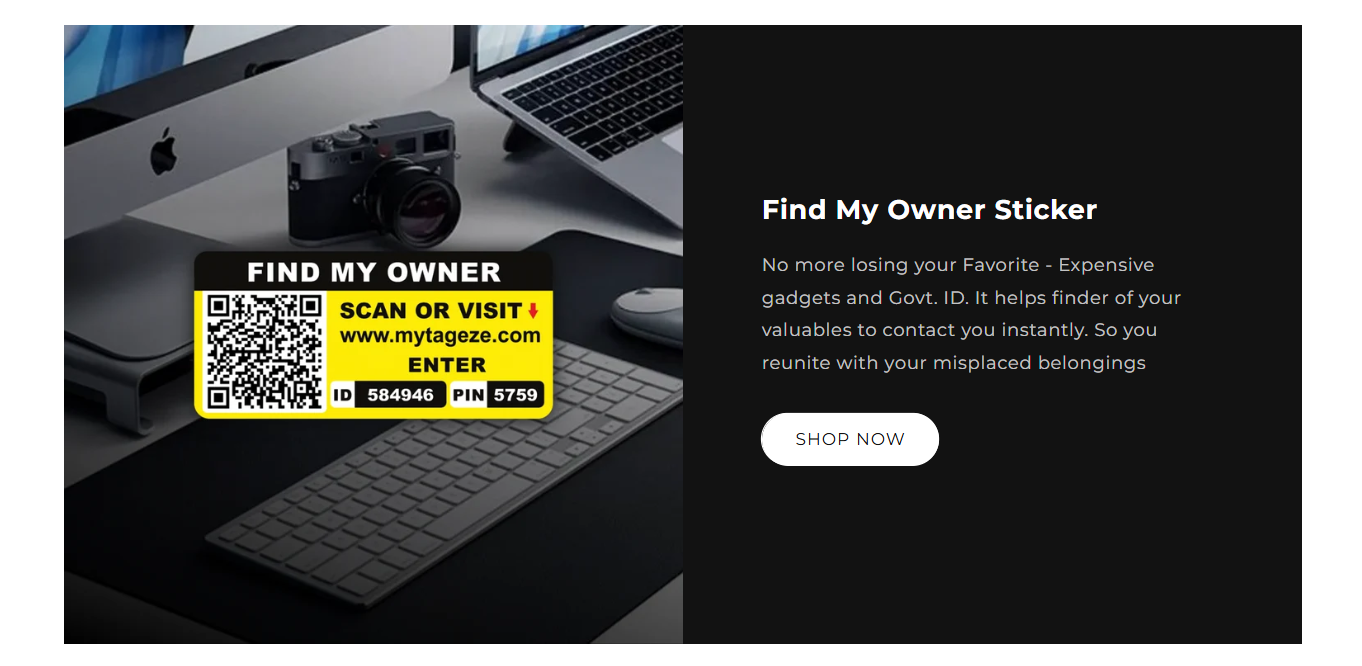 FIND MY OWNER
SCAN OR VISIT
www.mytageze.com
ENTER
ID 584946 PIN 5759
Find My Owner Sticker
No more losing your Favorite - Expensive
gadgets and Govt. ID. It helps finder of your
valuables to contact you instantly. So you
reunite with your misplaced belongings
SHOP NOW